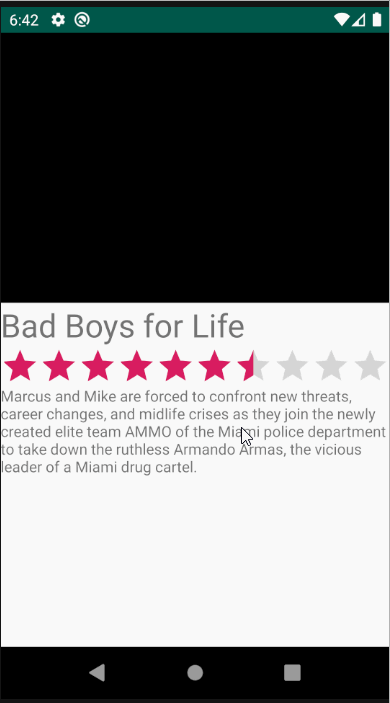 6:42
Bad Boys for Life
Marcus and Mike are forced to confront new threats,
career changes, and midlife crises as they join the newly
created elite team AMMO of the Miami police department
to take down the ruthless Armando Armas, the vicious
leader of a Miami drug cartel.